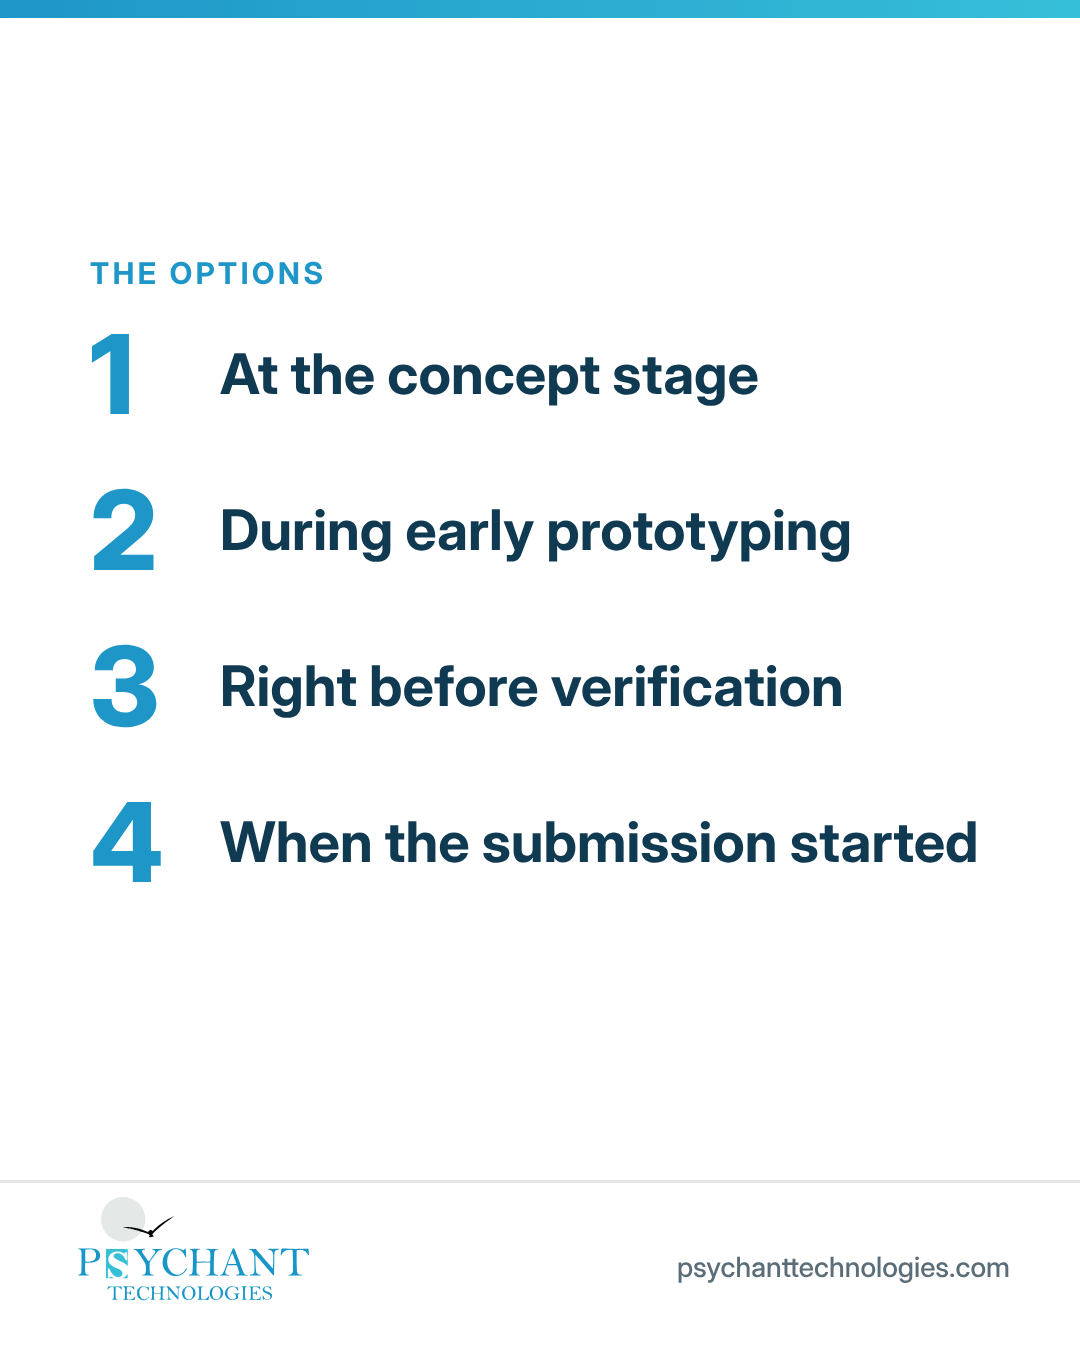 THE OPTIONS
1 At the concept stage
2 During early prototyping
3 Right before verification
4 When the submission started
PSYCHANT
TECHNOLOGIES
psychanttechnologies.com